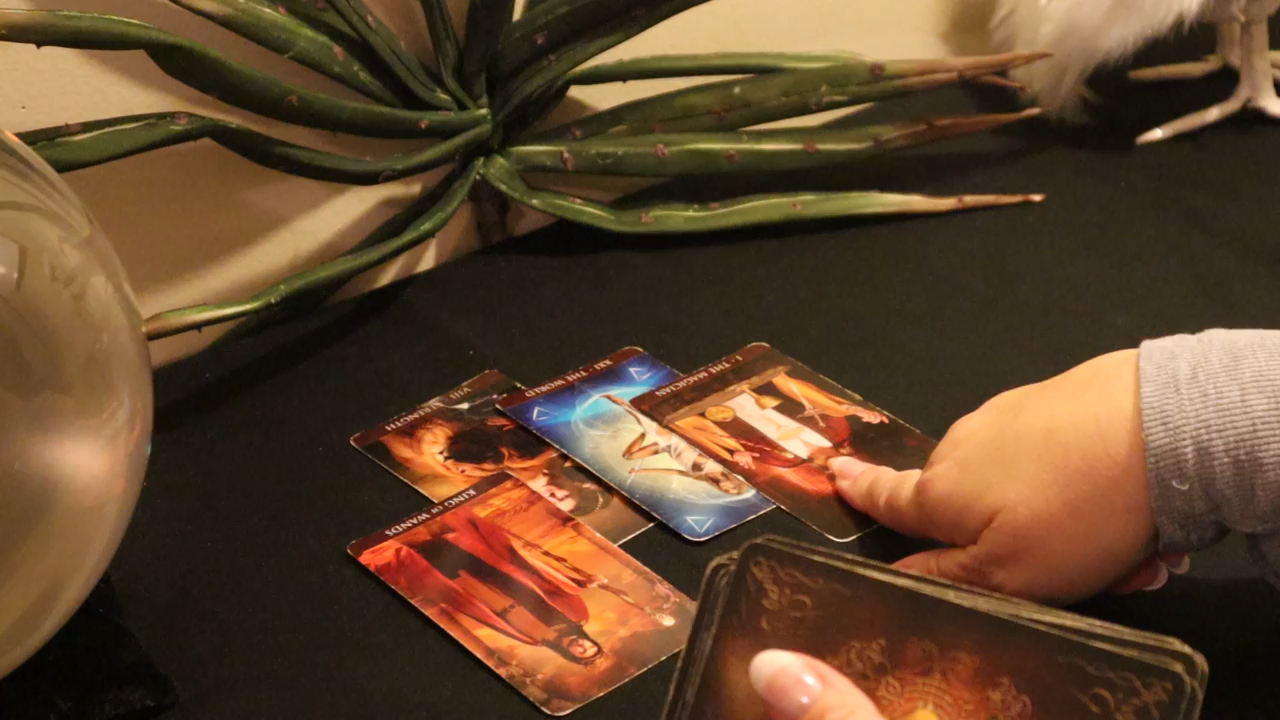 VIII STRENGTH
XXI - THE WORLD
I - THE MAGICIAN
KING OF WANDS